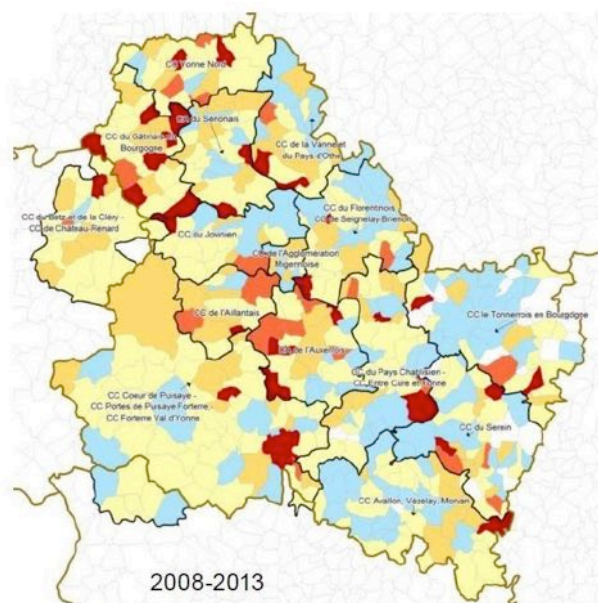 CC Yonne Nord
CC du Sénonais
CC du Gâtinais en
Bourgogne
CC de la Vanne et
du Pays d'Othe
CC du Betz et de la Cléry -
CC de Chateau-Renard
CC du Florentinois
CC de Seignelay-Brienon
CC du Jovinien
CC de l'Agglomération
Migennoise
CC de l'Aillantais
CC le Tonnerrois en Bourgogne
CC de l'Auxerrois
CC du Pays Chablisien -
CC Entre Cure et Yonne
CC Coeur de Puisaye -
CC Portes de Puisaye Forterre -
CC Forterre Val d'Yonne
CC du Serein
CC Avallon, Vézelay, Morvan
2008-2013